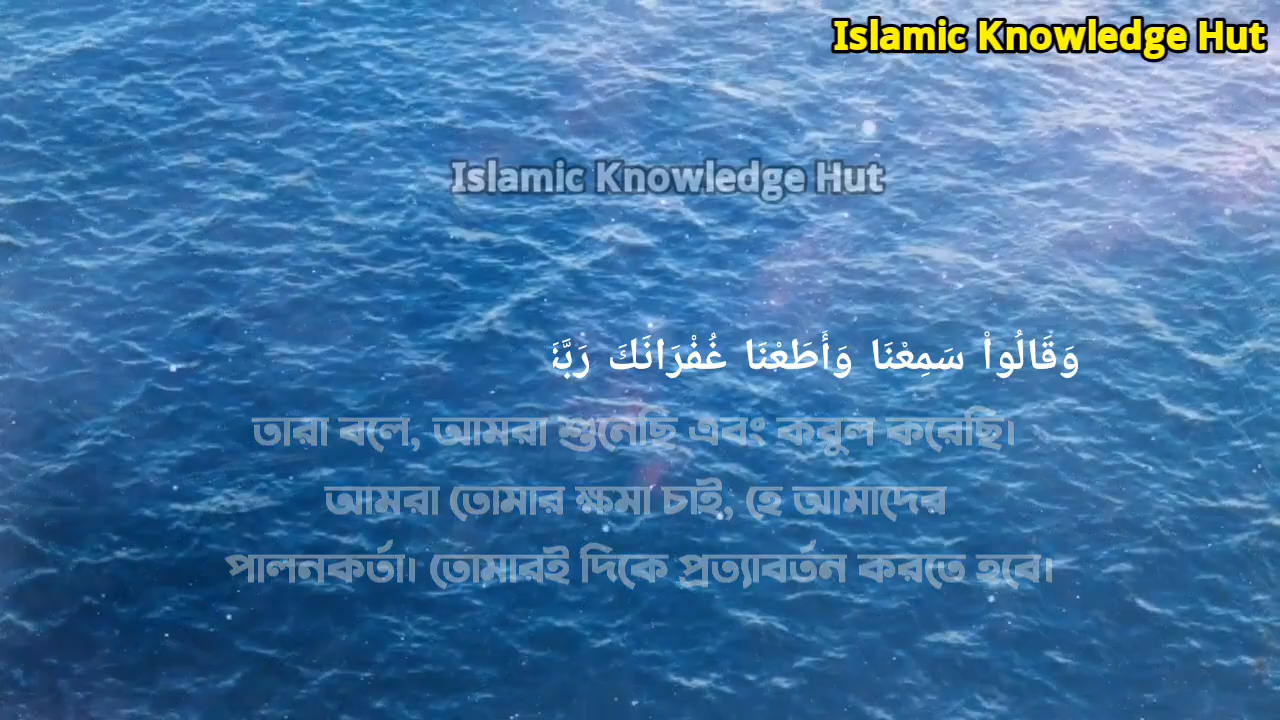 Islamic Knowledge Hut
Islamic Knowledge Hut
وَقَالُواْ سَمِعْنَا وَأَطَعْنَا غُفْرَانَكَ رَبَّنَ
তারা বলে, আমরা শুনেছি এবং কবুল করেছি।
আমরা তোমার ক্ষমা চাই, হে আমাদের
পালনকর্তা। তোমারই দিকে প্রত্যাবর্তন করতে হবে।